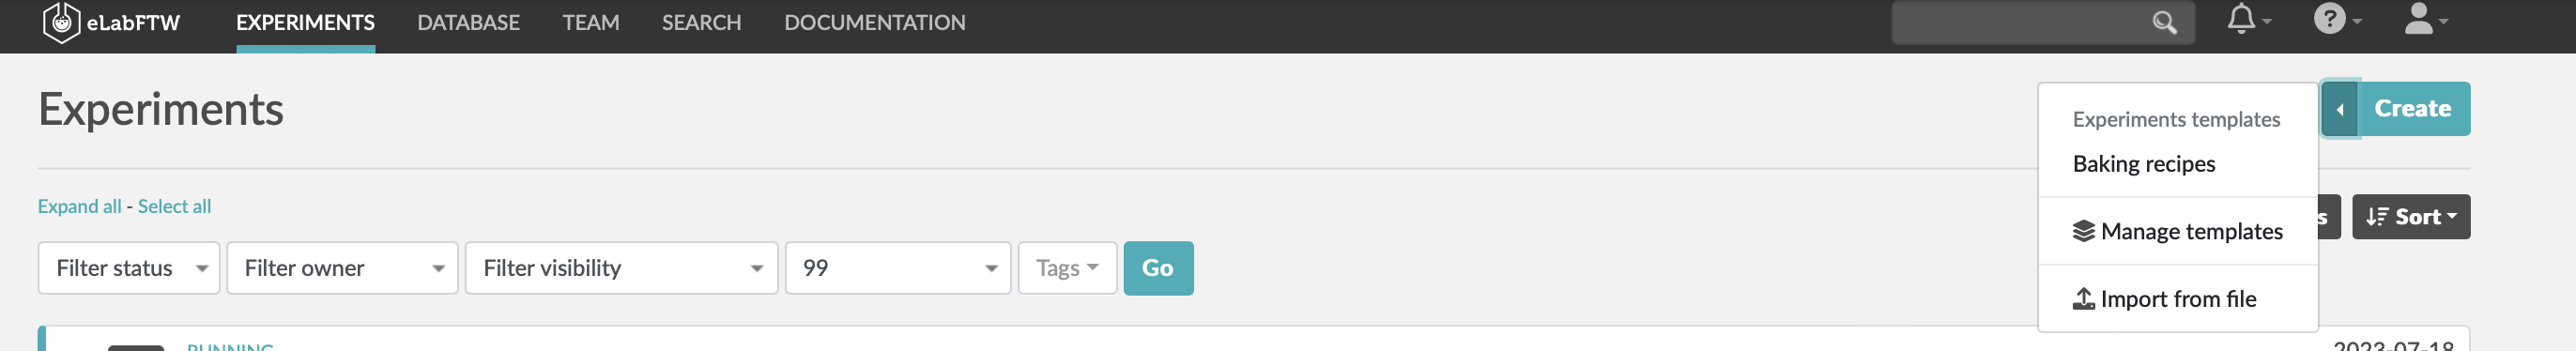 eLabFTW EXPERIMENTS DATABASE TEAM SEARCH DOCUMENTATION
Experiments
Create
Experiments templates
Baking recipes
Manage templates
Import from file
Expand all - Select all
s Sort
Filter status Filter owner Filter visibility 99 Tags Go
RUNNING
2023-07-18